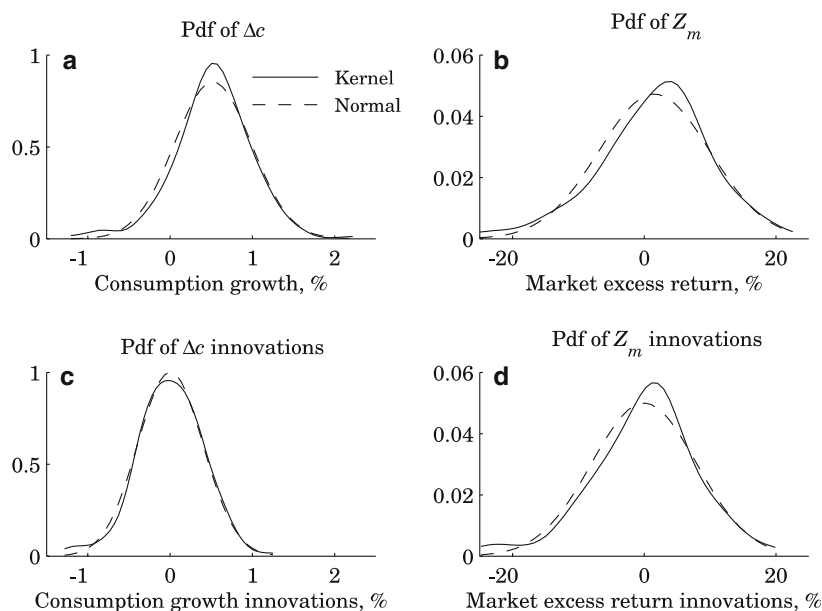 Pdf of Δc
a
1
0.5
0
Kernel
Normal
-1 0 1 2
Consumption growth, %
Pdf of Z_m
b
0.06
0.04
0.02
0
-20 0 20
Market excess return, %
Pdf of Δc innovations
c
1
0.5
0
-1 0 1 2
Consumption growth innovations, %
Pdf of Z_m innovations
d
0.06
0.04
0.02
0
-20 0 20
Market excess return innovations, %